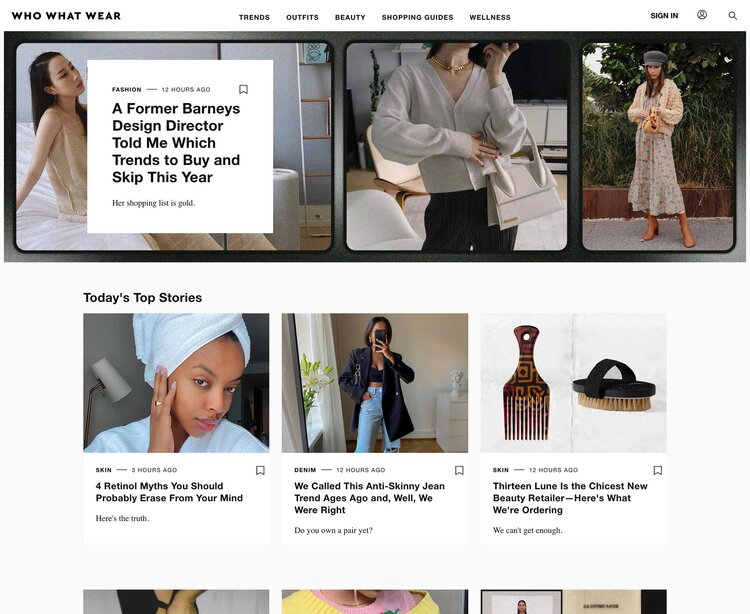 WHO WHAT WEAR
TRENDS OUTFITS BEAUTY SHOPPING GUIDES WELLNESS
SIGN IN
FASHION — 12 HOURS AGO
A Former Barneys
Design Director
Told Me Which
Trends to Buy and
Skip This Year
Her shopping list is gold.
Today's Top Stories
SKIN — 3 HOURS AGO
4 Retinol Myths You Should
Probably Erase From Your Mind
Here's the truth.
DENIM — 12 HOURS AGO
We Called This Anti-Skinny Jean
Trend Ages Ago and, Well, We
Were Right
Do you own a pair yet?
SKIN — 12 HOURS AGO
Thirteen Lune Is the Chicest New
Beauty Retailer—Here's What
We're Ordering
We can't get enough.